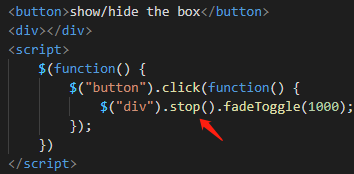 <button>show/hide the box</button>
<div></div>
<script>
$(function() {
$("button").click(function() {
$("div").stop().fadeToggle(1000);
});
})
</script>